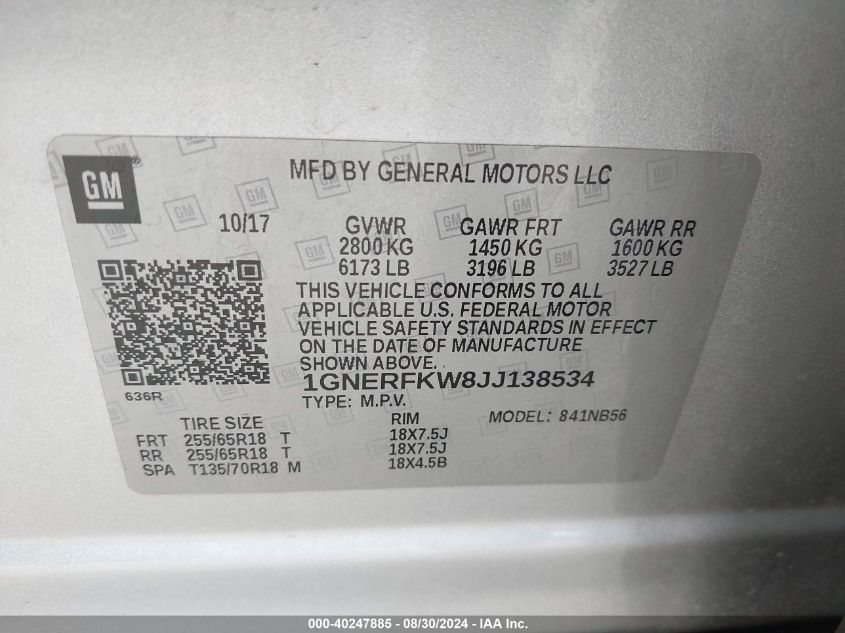 GM
®
MFD BY GENERAL MOTORS LLC
10/17
GVWR GAWR FRT GAWR RR
2800 KG 1450 KG 1600 KG
6173 LB 3196 LB 3527 LB
THIS VEHICLE CONFORMS TO ALL
APPLICABLE U.S. FEDERAL MOTOR
VEHICLE SAFETY STANDARDS IN EFFECT
ON THE DATE OF MANUFACTURE
SHOWN ABOVE.
1GNERFKW8JJ138534
636R
TYPE: M.P.V.
TIRE SIZE RIM MODEL: 841NB56
FRT 255/65R18 T 18X7.5J
RR 255/65R18 T 18X7.5J
SPA T135/70R18 M 18X4.5B
000-40247885 - 08/30/2024 - IAA Inc.